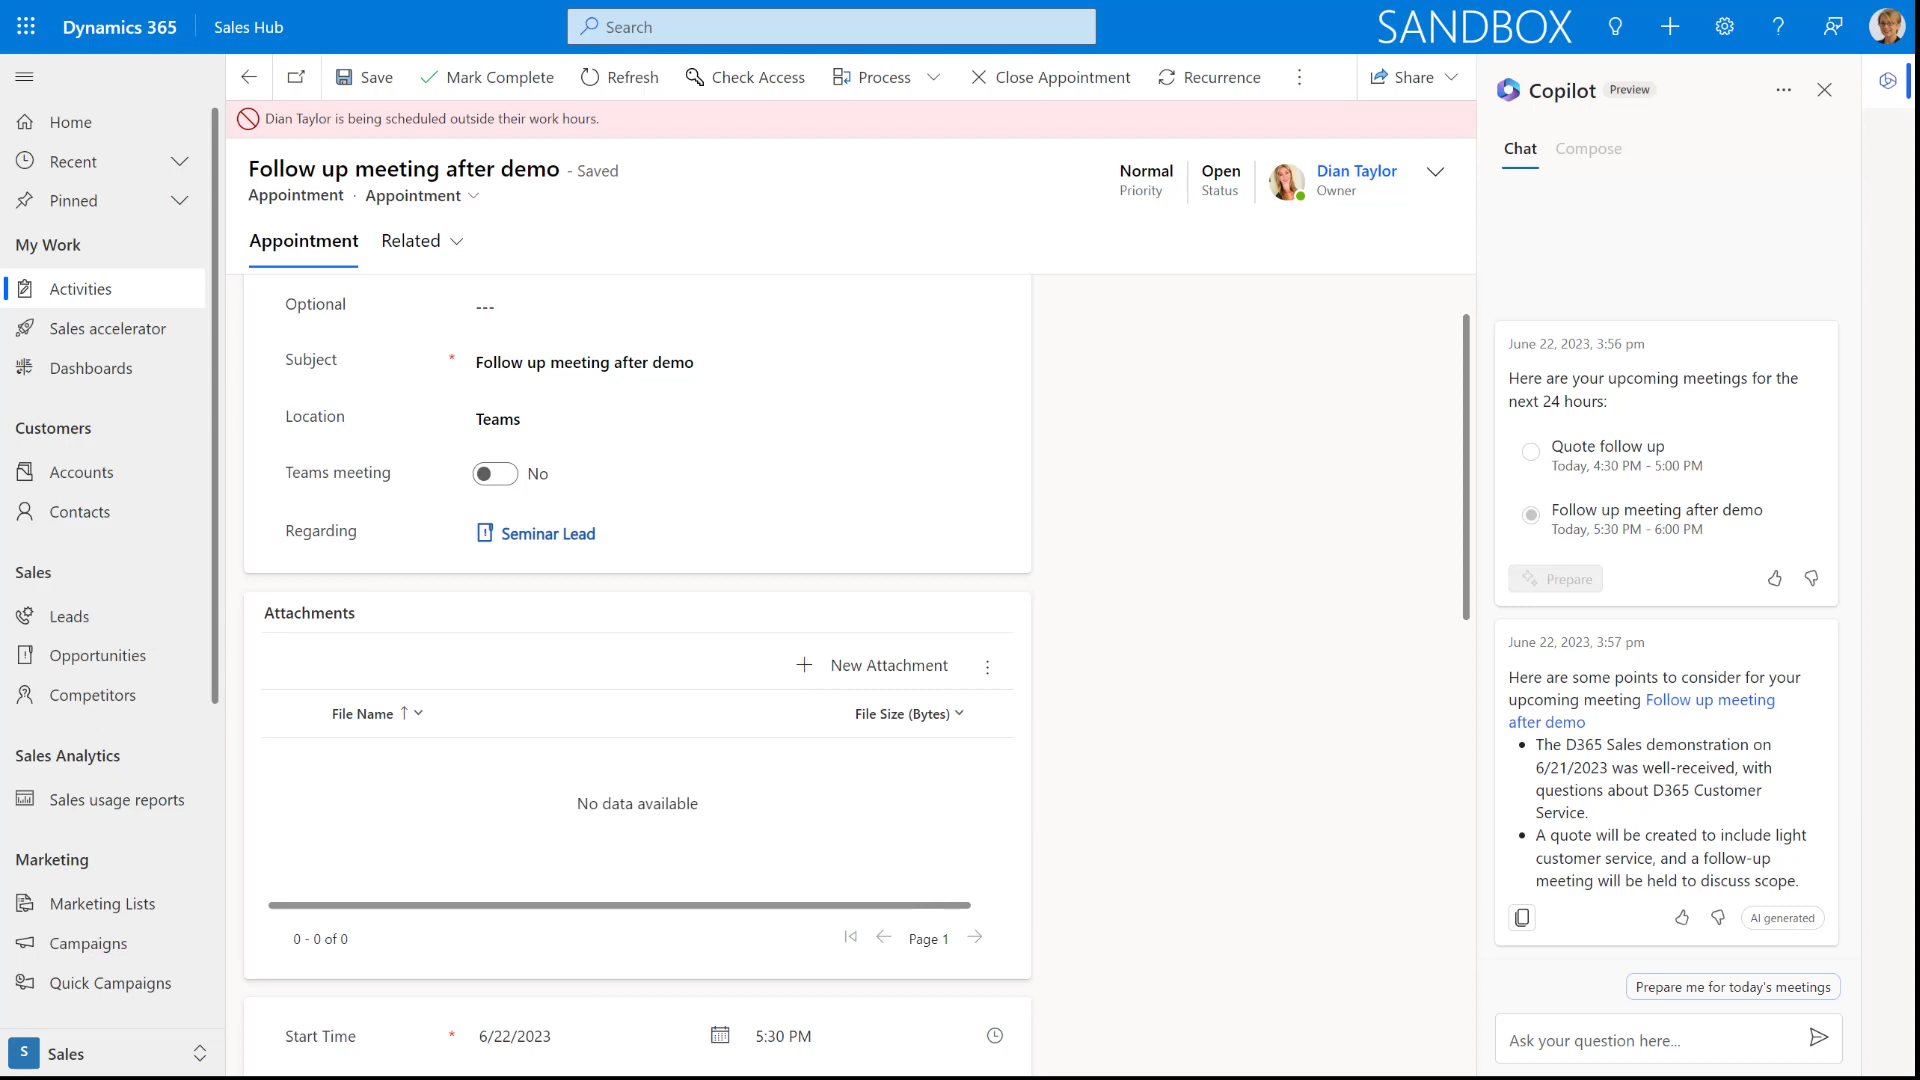 Dynamics 365
Sales Hub
Search
SANDBOX
Save
Mark Complete
Refresh
Check Access
Process
Close Appointment
Recurrence
Share
Dian Taylor is being scheduled outside their work hours.
Follow up meeting after demo - Saved
Appointment · Appointment
Normal
Priority
Open
Status
Dian Taylor
Owner
Appointment
Related
Home
Recent
Pinned
My Work
Activities
Sales accelerator
Dashboards
Customers
Accounts
Contacts
Sales
Leads
Opportunities
Competitors
Sales Analytics
Sales usage reports
Marketing
Marketing Lists
Campaigns
Quick Campaigns
S
Sales
Optional
---
Subject * Follow up meeting after demo
Location
Teams
Teams meeting
No
Regarding
Seminar Lead
Attachments
New Attachment
File Name
File Size (Bytes)
No data available
0 - 0 of 0
Page 1
Start Time * 6/22/2023
5:30 PM
Copilot
Preview
Chat
Compose
June 22, 2023, 3:56 pm
Here are your upcoming meetings for the
next 24 hours:
Quote follow up
Today, 4:30 PM - 5:00 PM
Follow up meeting after demo
Today, 5:30 PM - 6:00 PM
Prepare
June 22, 2023, 3:57 pm
Here are some points to consider for your
upcoming meeting Follow up meeting
after demo
• The D365 Sales demonstration on
6/21/2023 was well-received, with
questions about D365 Customer
Service.
• A quote will be created to include light
customer service, and a follow-up
meeting will be held to discuss scope.
AI generated
Prepare me for today's meetings
Ask your question here...